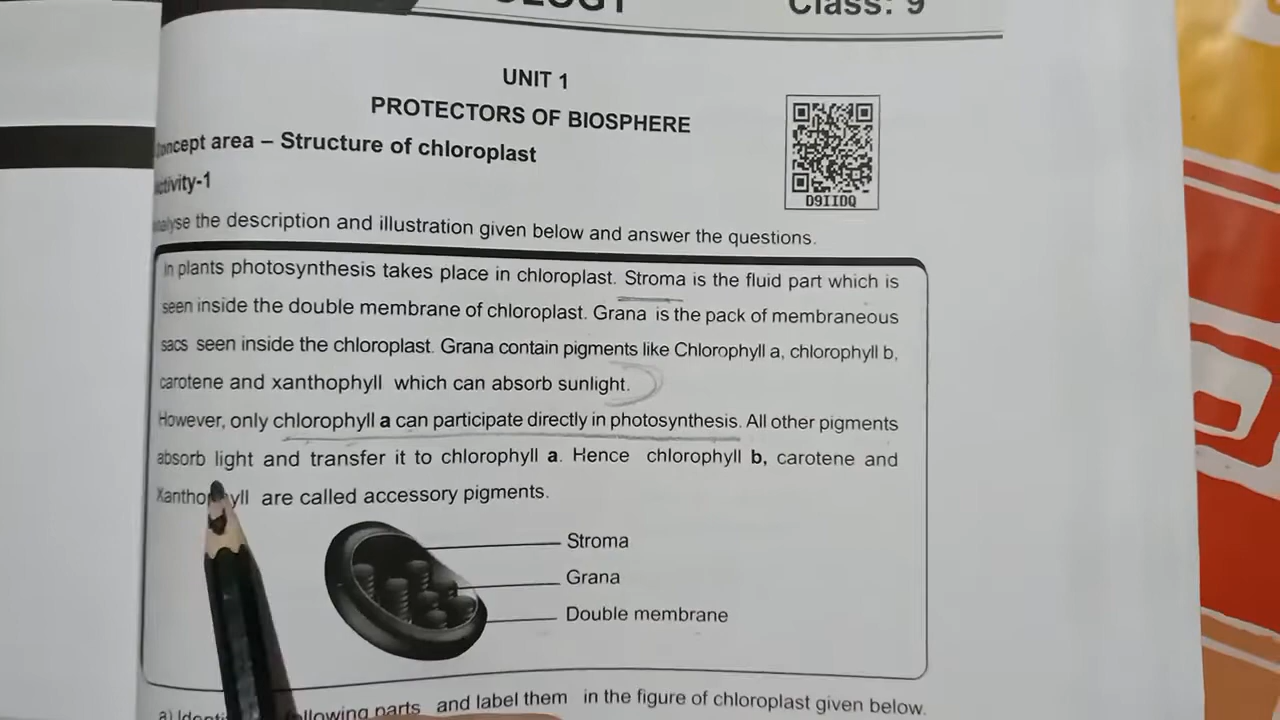 Class: 9
UNIT 1
PROTECTORS OF BIOSPHERE
D9IIDQ
area – Structure of chloroplast
the description and illustration given below and answer the questions.
In plants photosynthesis takes place in chloroplast. Stroma is the fluid part which is
seen inside the double membrane of chloroplast. Grana is the pack of membraneous
sacs seen inside the chloroplast. Grana contain pigments like Chlorophyll a, chlorophyll b,
carotene and xanthophyll which can absorb sunlight.
However, only chlorophyll a can participate directly in photosynthesis. All other pigments
absorb light and transfer it to chlorophyll a. Hence chlorophyll b, carotene and
are called accessory pigments.
Stroma
Grana
Double membrane
parts and label them in the figure of chloroplast given below.